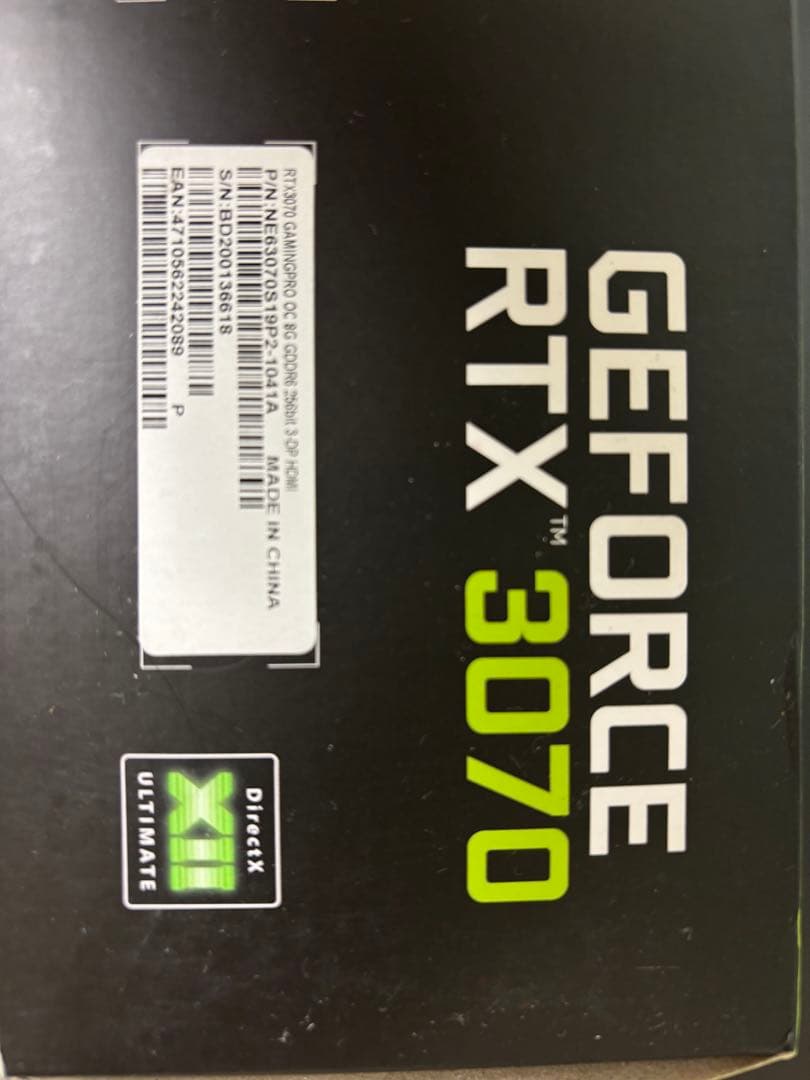 GEFORCE
RTX™ 3070
RTX3070 GAMINGPRO OC 8G GDDR6 256bit 3-DP HDMI
P/N:NE63070S19P2-1041A MADE IN CHINA
S/N:BD200136618
EAN:4710562242089 P
DirectX
XII
ULTIMATE